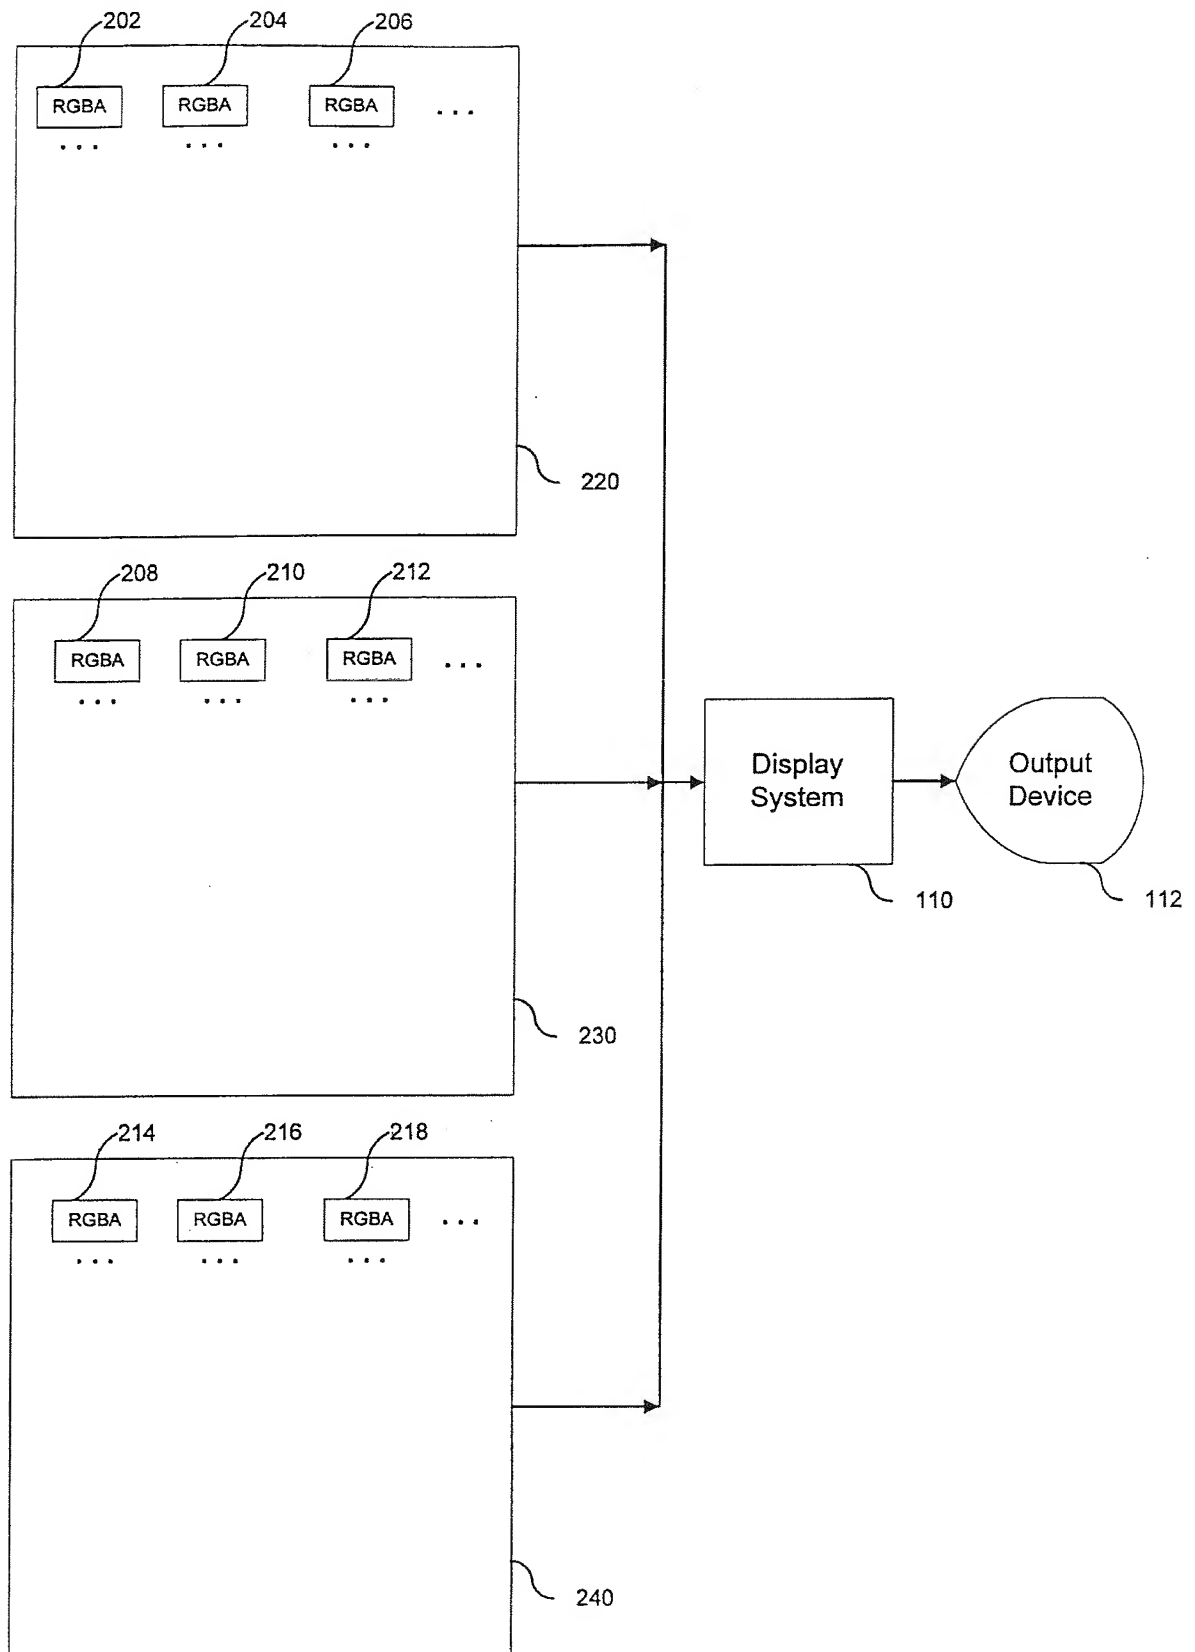 202 204 206
RGBA RGBA RGBA ...
... ... ...
220
208 210 212
RGBA RGBA RGBA ...
... ... ...
Display
System
Output
Device
110 112
230
214 216 218
RGBA RGBA RGBA ...
... ... ...
240